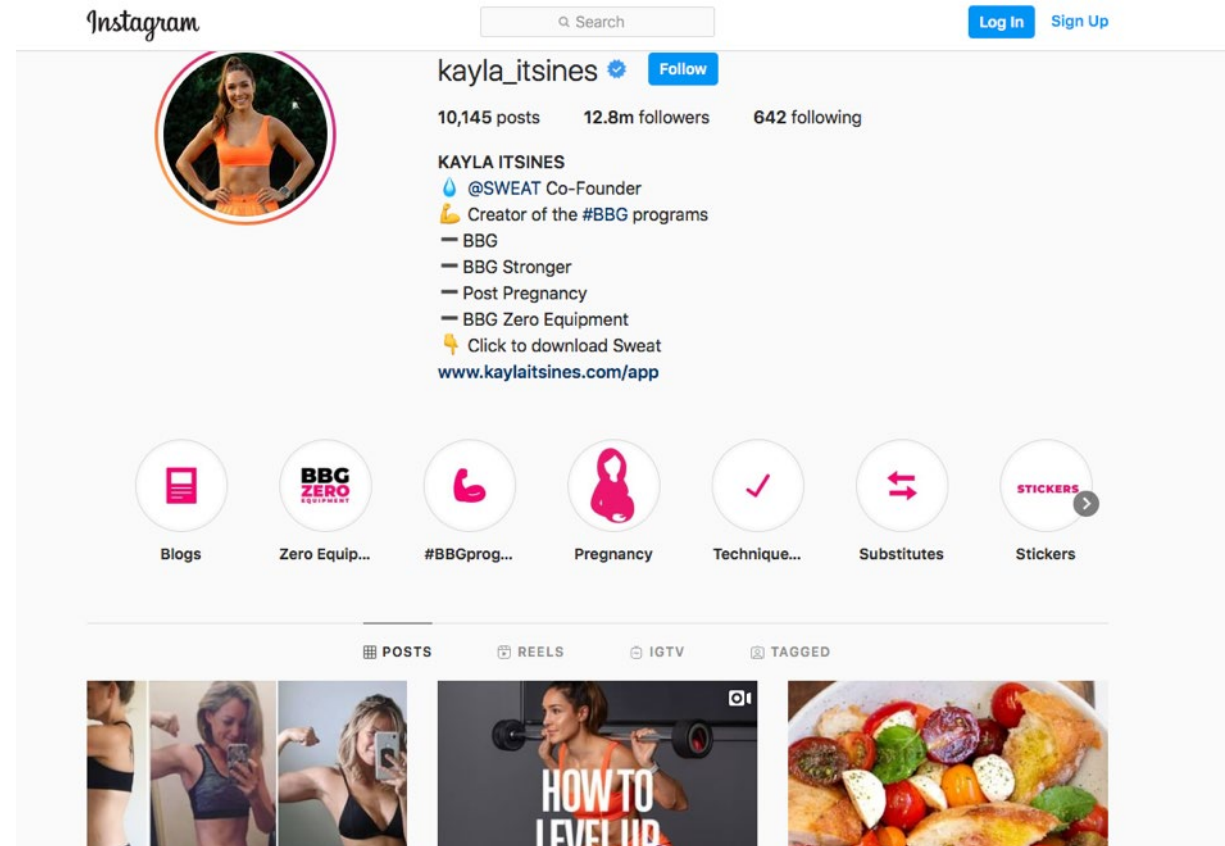 Instagram
Search
Log In
Sign Up
kayla_itsines
Follow
10,145 posts 12.8m followers 642 following
KAYLA ITSINES
💧 @SWEAT Co-Founder
💪 Creator of the #BBG programs
➖ BBG
➖ BBG Stronger
➖ Post Pregnancy
➖ BBG Zero Equipment
👇 Click to download Sweat
www.kaylaitsines.com/app
BBG
ZERO
EQUIPMENT
STICKERS
Blogs
Zero Equip...
#BBGprog...
Pregnancy
Technique...
Substitutes
Stickers
POSTS
REELS
IGTV
TAGGED
HOW TO
LEVEL UP